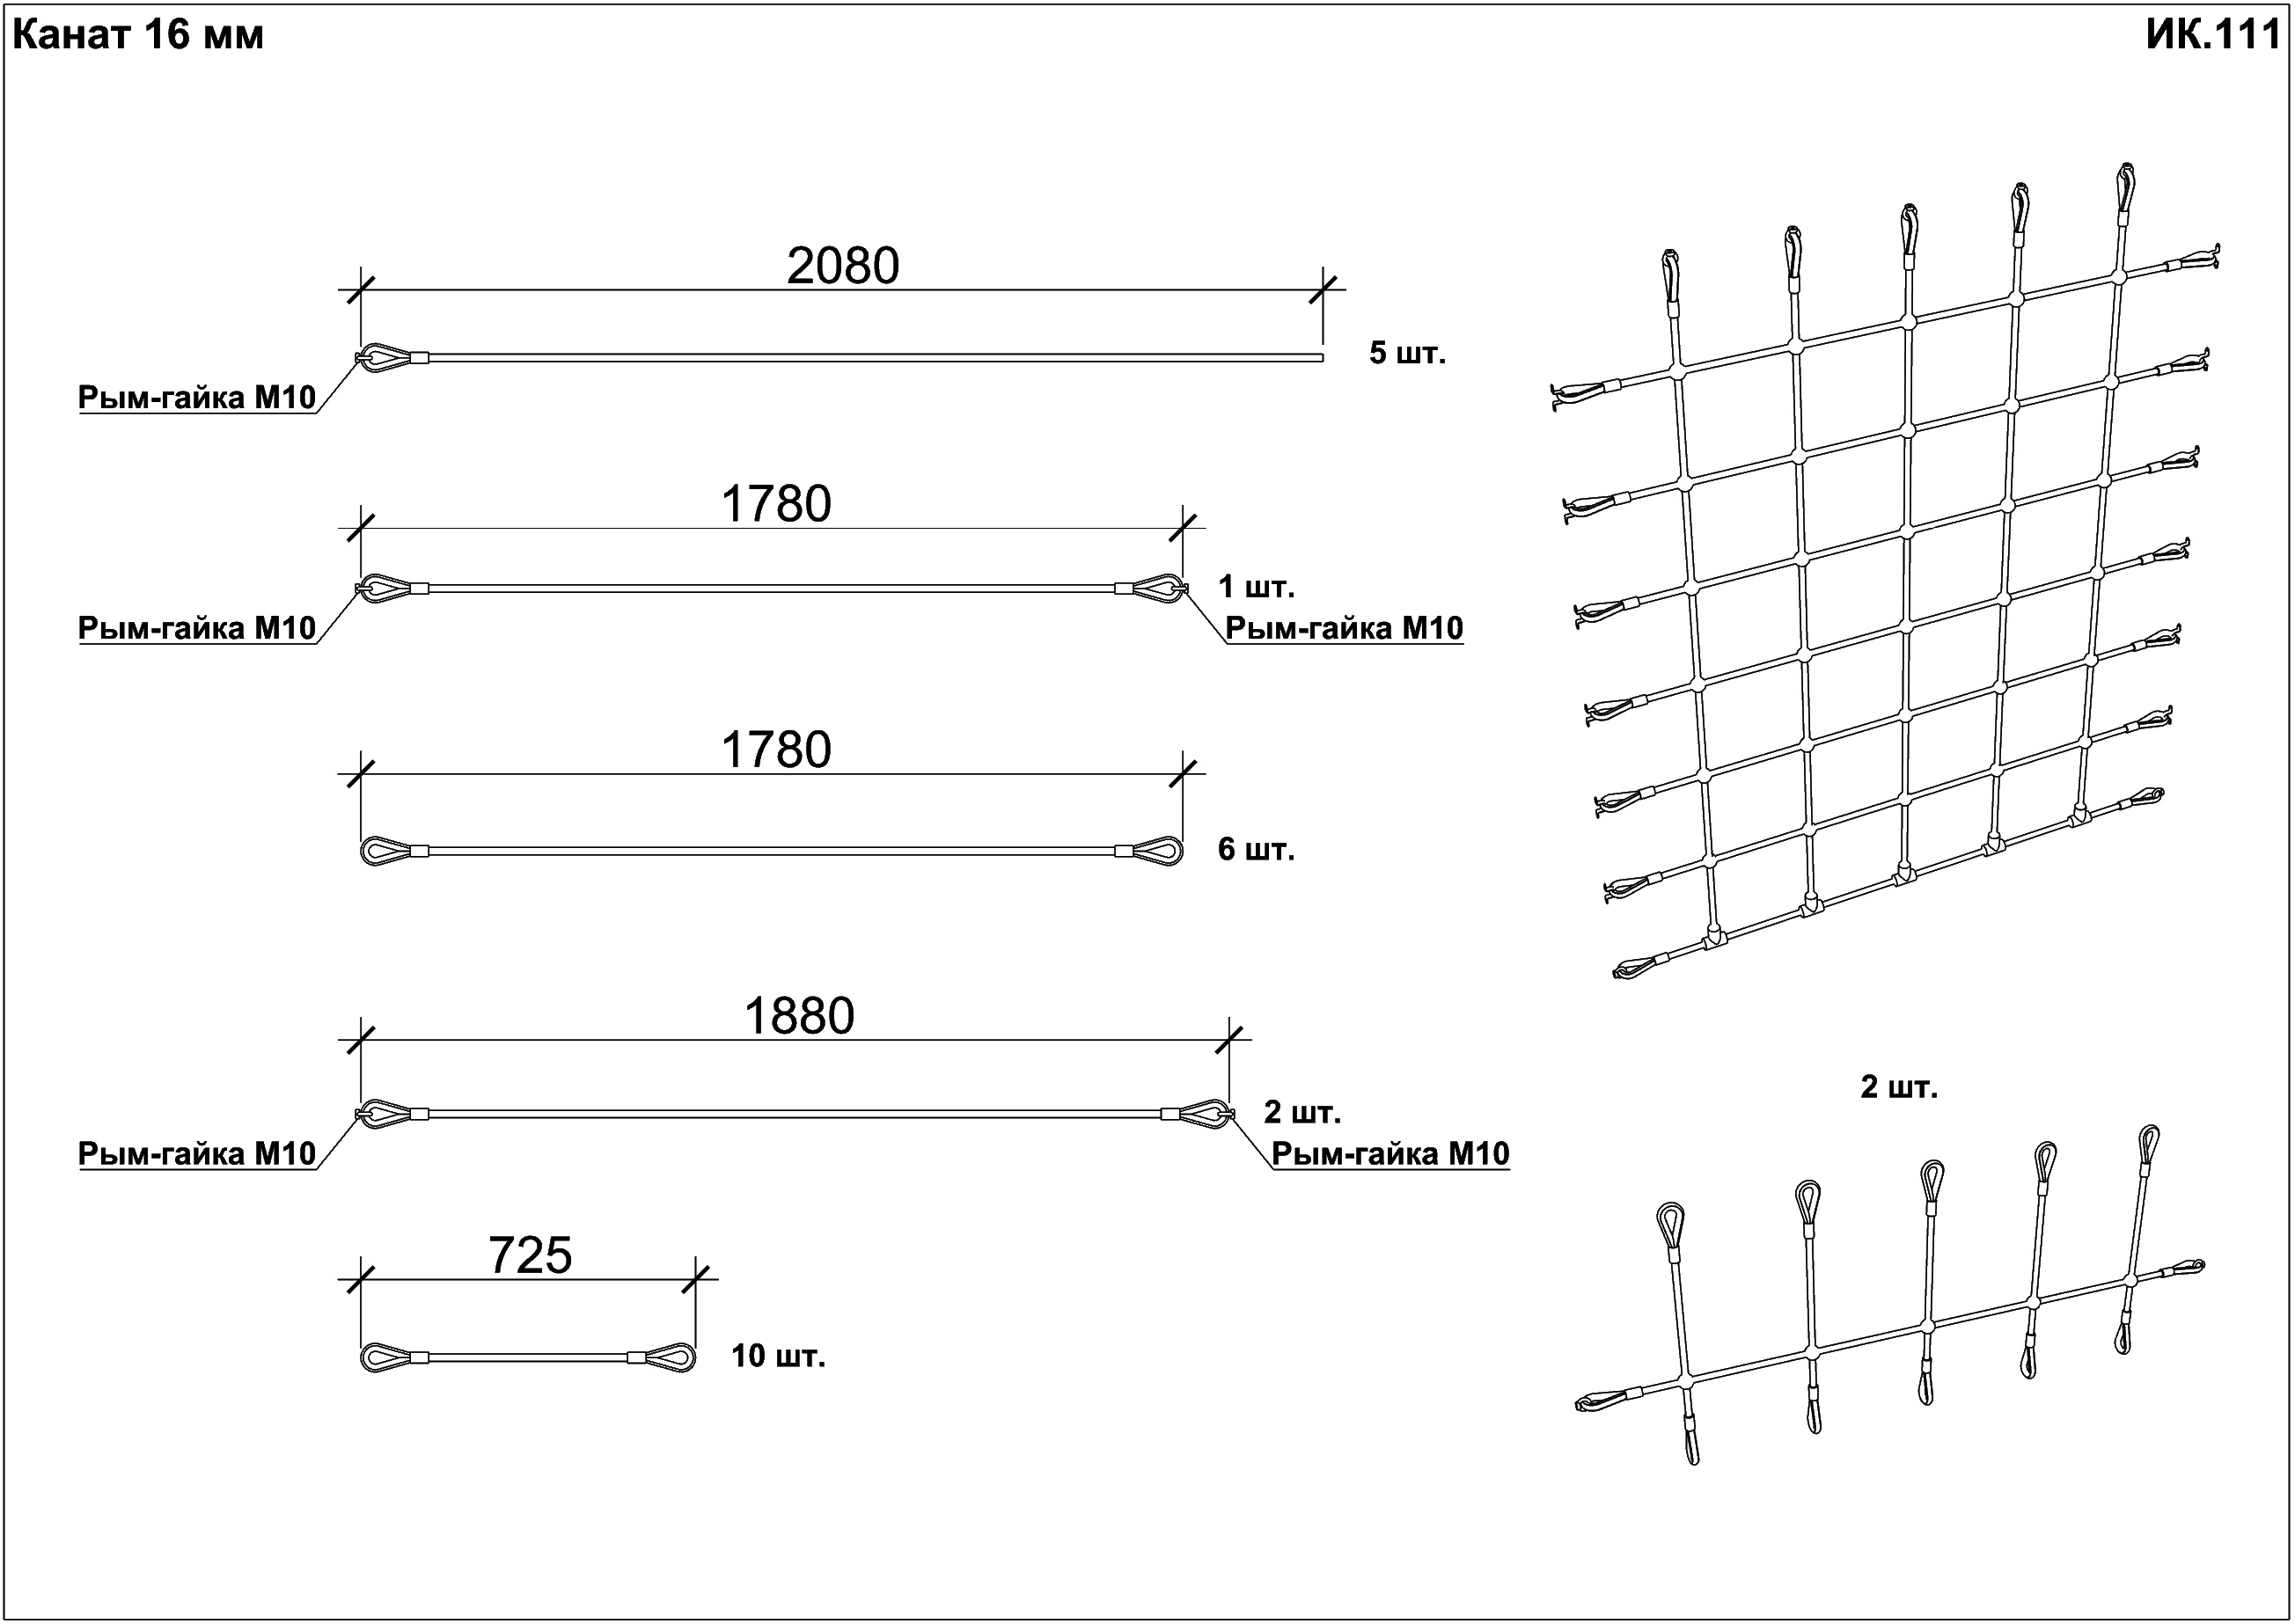 Канат 16 мм
ИК.111
2080
5 шт.
Рым-гайка М10
1780
1 шт.
Рым-гайка М10
Рым-гайка М10
1780
6 шт.
1880
2 шт.
Рым-гайка М10
Рым-гайка М10
725
10 шт.
2 шт.